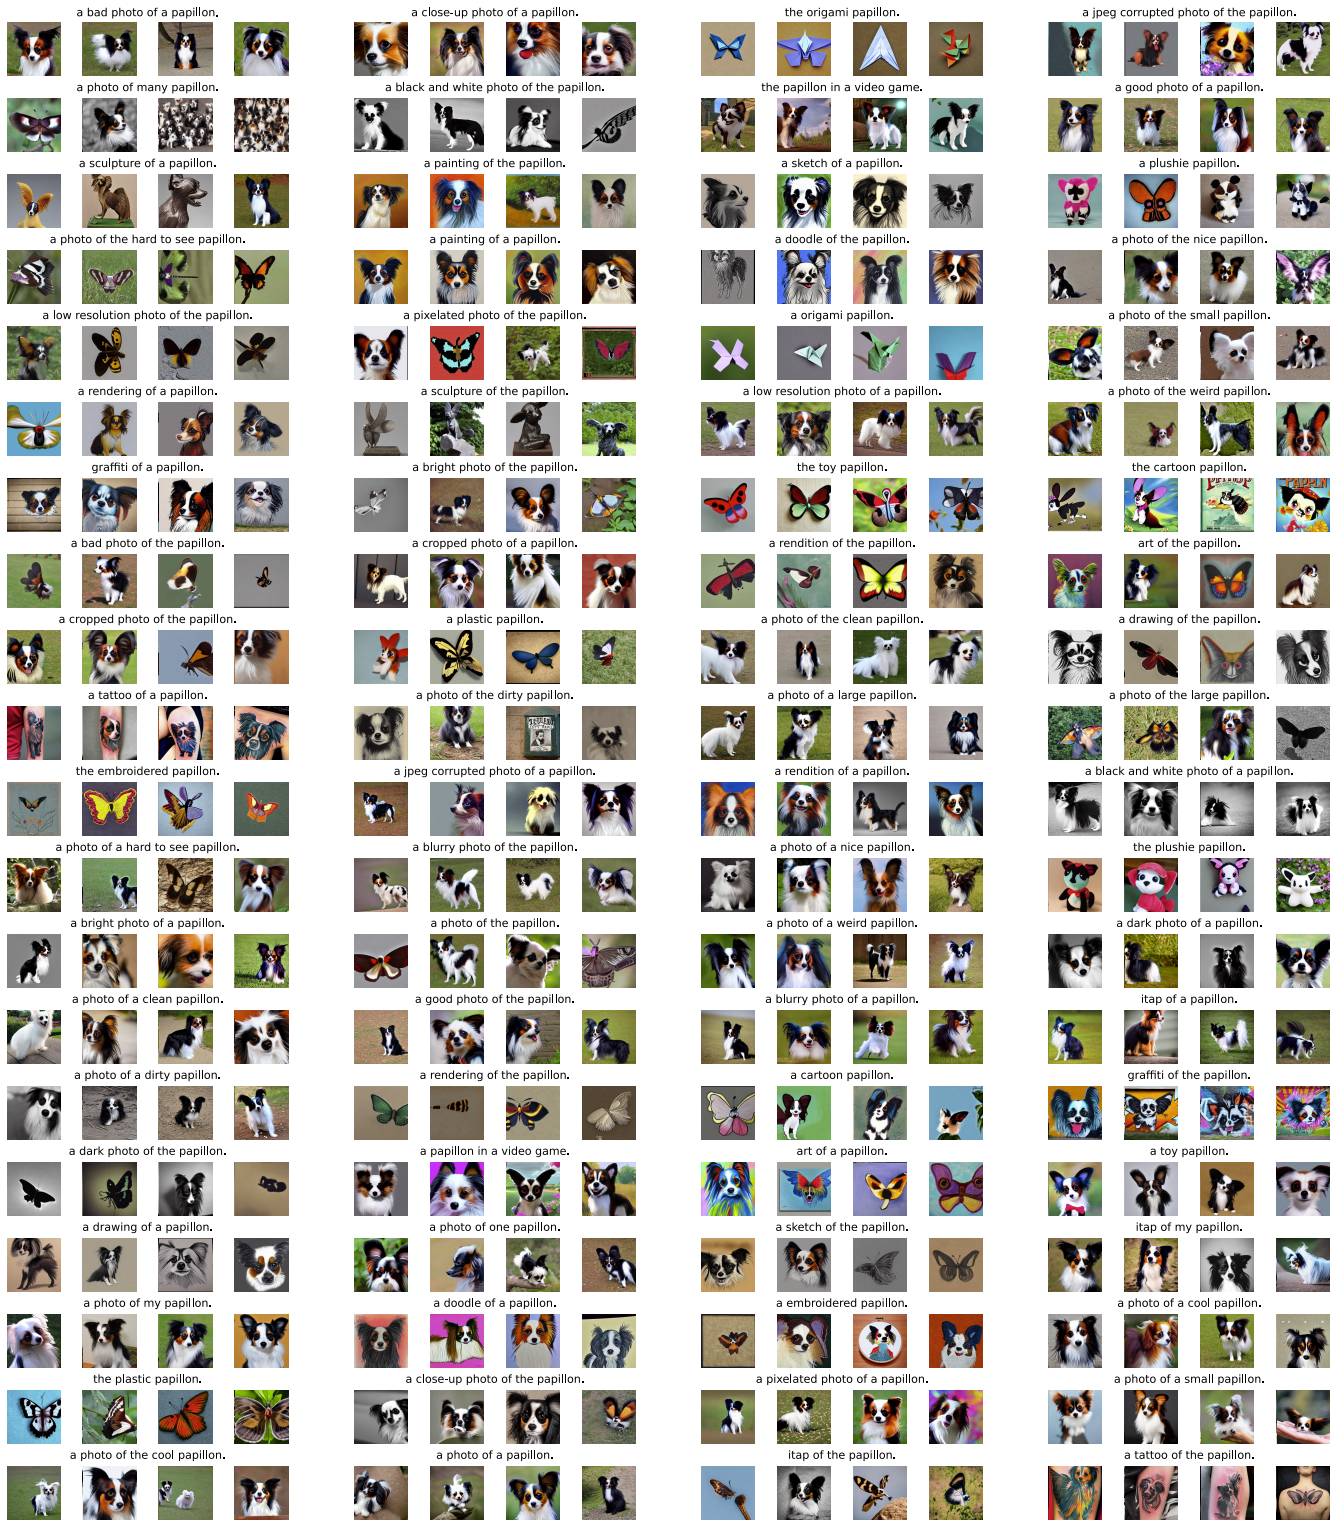 a bad photo of a papillon.
a close-up photo of a papillon.
the origami papillon.
a jpeg corrupted photo of the papillon.
a photo of many papillon.
a black and white photo of the papillon.
the papillon in a video game.
a good photo of a papillon.
a sculpture of a papillon.
a painting of the papillon.
a sketch of a papillon.
a plushie papillon.
a photo of the hard to see papillon.
a painting of a papillon.
a doodle of the papillon.
a photo of the nice papillon.
a low resolution photo of the papillon.
a pixelated photo of the papillon.
a origami papillon.
a photo of the small papillon.
a rendering of a papillon.
a sculpture of the papillon.
a low resolution photo of a papillon.
a photo of the weird papillon.
graffiti of a papillon.
a bright photo of the papillon.
the toy papillon.
the cartoon papillon.
a bad photo of the papillon.
a cropped photo of a papillon.
a rendition of the papillon.
art of the papillon.
a cropped photo of the papillon.
a plastic papillon.
a photo of the clean papillon.
a drawing of the papillon.
a tattoo of a papillon.
a photo of the dirty papillon.
a photo of a large papillon.
a photo of the large papillon.
the embroidered papillon.
a jpeg corrupted photo of a papillon.
a rendition of a papillon.
a black and white photo of a papillon.
a photo of a hard to see papillon.
a blurry photo of the papillon.
a photo of a nice papillon.
the plushie papillon.
a bright photo of a papillon.
a photo of the papillon.
a photo of a weird papillon.
a dark photo of a papillon.
a photo of a clean papillon.
a good photo of the papillon.
a blurry photo of a papillon.
itap of a papillon.
a photo of a dirty papillon.
a rendering of the papillon.
a cartoon papillon.
graffiti of the papillon.
a dark photo of the papillon.
a papillon in a video game.
art of a papillon.
a toy papillon.
a drawing of a papillon.
a photo of one papillon.
a sketch of the papillon.
itap of my papillon.
a photo of my papillon.
a doodle of a papillon.
a embroidered papillon.
a photo of a cool papillon.
the plastic papillon.
a close-up photo of the papillon.
a pixelated photo of a papillon.
a photo of a small papillon.
a photo of the cool papillon.
a photo of a papillon.
itap of the papillon.
a tattoo of the papillon.